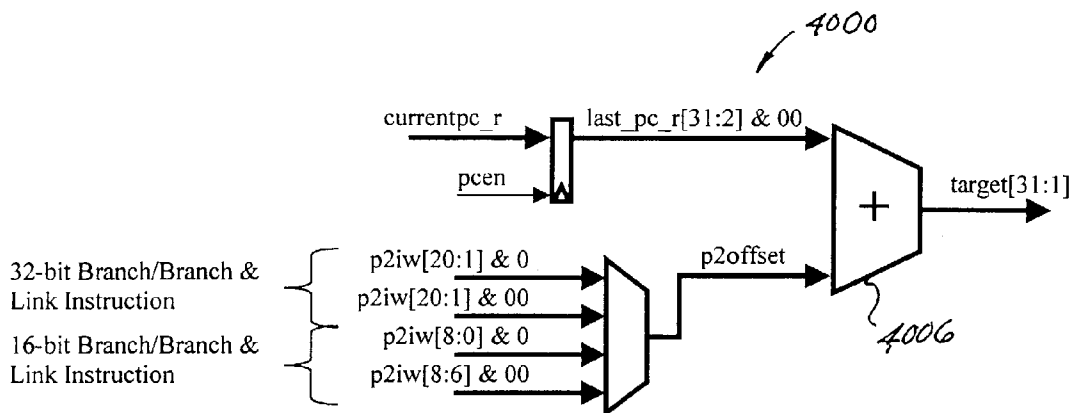 4000
currentpc_r
last_pc_r[31:2] & 00
pcen
target[31:1]
+
32-bit Branch/Branch &
Link Instruction
p2iw[20:1] & 0
p2iw[20:1] & 00
p2offset
16-bit Branch/Branch &
Link Instruction
p2iw[8:0] & 0
p2iw[8:6] & 00
4006